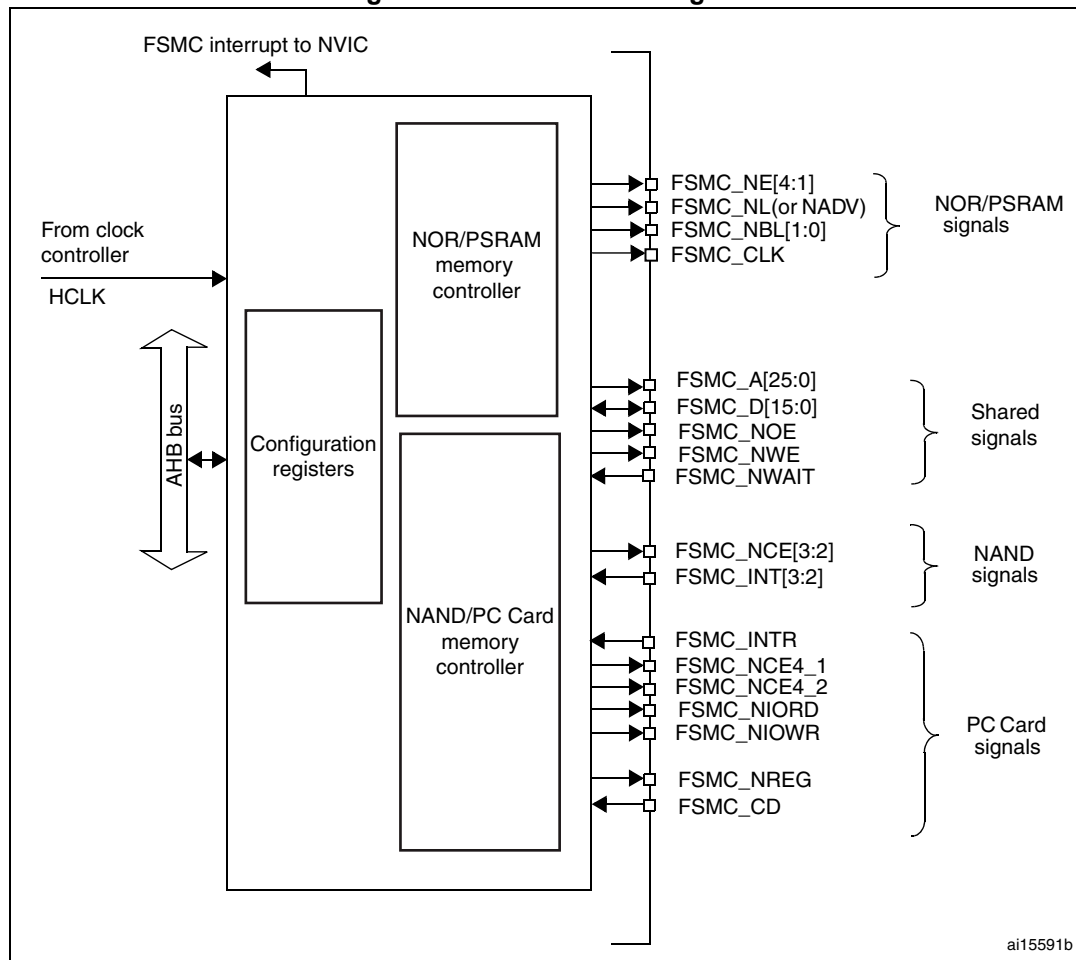 FSMC interrupt to NVIC
From clock
controller
HCLK
AHB bus
Configuration
registers
NOR/PSRAM
memory
controller
NAND/PC Card
memory
controller
FSMC_NE[4:1]
FSMC_NL(or NADV)
FSMC_NBL[1:0]
FSMC_CLK
NOR/PSRAM
signals
FSMC_A[25:0]
FSMC_D[15:0]
FSMC_NOE
FSMC_NWE
FSMC_NWAIT
Shared
signals
FSMC_NCE[3:2]
FSMC_INT[3:2]
NAND
signals
FSMC_INTR
FSMC_NCE4_1
FSMC_NCE4_2
FSMC_NIORD
FSMC_NIOWR
FSMC_NREG
FSMC_CD
PC Card
signals
ai15591b